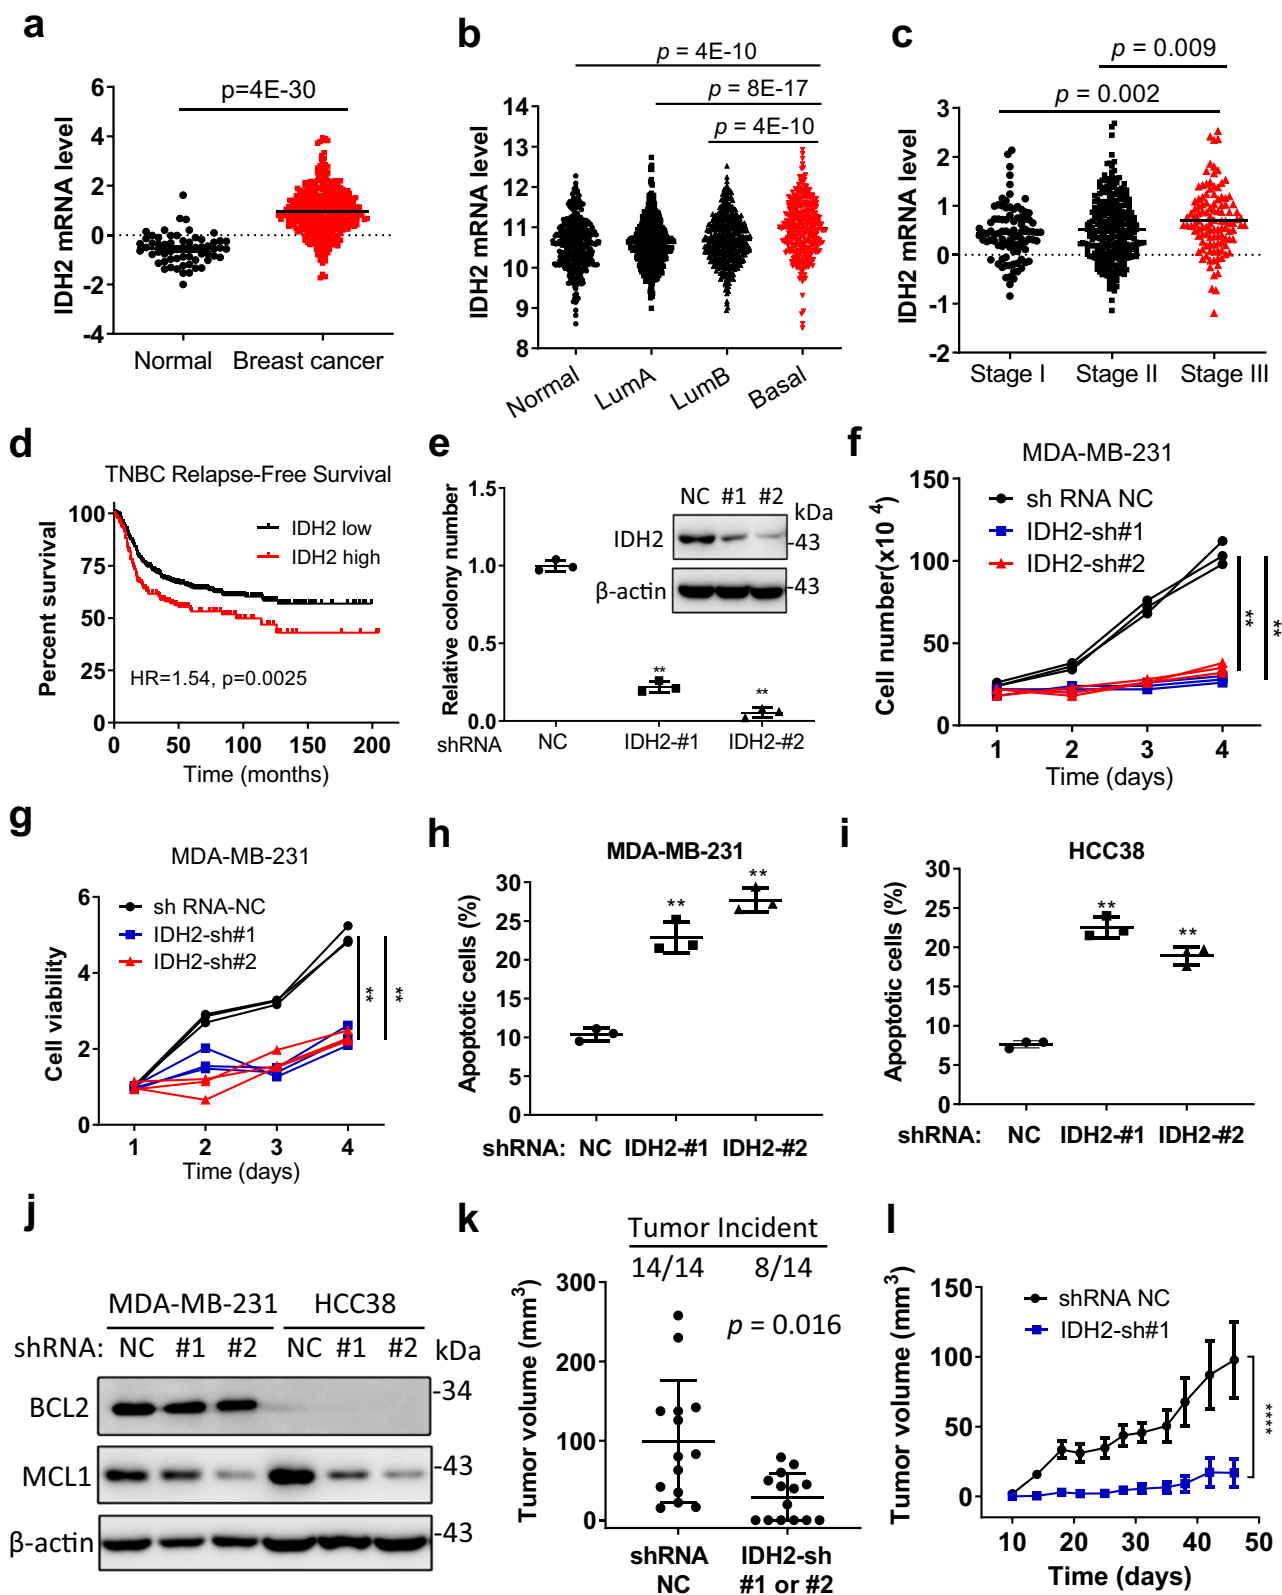 a
p=4E-30
IDH2 mRNA level
6
4
2
0
-2
-4
Normal
Breast cancer
b
p = 4E-10
p = 8E-17
p = 4E-10
IDH2 mRNA level
14
13
12
11
10
9
8
Normal
LumA
LumB
Basal
c
p = 0.009
p = 0.002
IDH2 mRNA level
3
2
1
0
-1
-2
Stage I
Stage II
Stage III
d
TNBC Relapse-Free Survival
IDH2 low
IDH2 high
Percent survival
100
75
50
25
0
HR=1.54, p=0.0025
0 50 100 150 200
Time (months)
e
Relative colony number
1.5
1.0
0.5
0.0
NC #1 #2
kDa
IDH2
-43
β-actin
-43
**
**
shRNA
NC
IDH2-#1
IDH2-#2
f
MDA-MB-231
sh RNA NC
IDH2-sh#1
IDH2-sh#2
Cell number(x10 4)
150
100
50
0
**
**
1 2 3 4
Time (days)
g
MDA-MB-231
sh RNA-NC
IDH2-sh#1
IDH2-sh#2
Cell viability
6
4
2
0
**
**
1 2 3 4
Time (days)
h
MDA-MB-231
Apoptotic cells (%)
30
25
20
15
10
5
0
**
**
shRNA: NC IDH2-#1 IDH2-#2
i
HCC38
Apoptotic cells (%)
30
25
20
15
10
5
0
**
**
shRNA: NC IDH2-#1 IDH2-#2
j
MDA-MB-231 HCC38
shRNA: NC #1 #2 NC #1 #2 kDa
BCL2
-34
MCL1
-43
β-actin
-43
k
Tumor Incident
14/14 8/14
p = 0.016
Tumor volume (mm3)
300
200
100
0
shRNA
NC
IDH2-sh
#1 or #2
l
shRNA NC
IDH2-sh#1
Tumor volume (mm3)
100
50
0
****
10 20 30 40 50
Time (days)